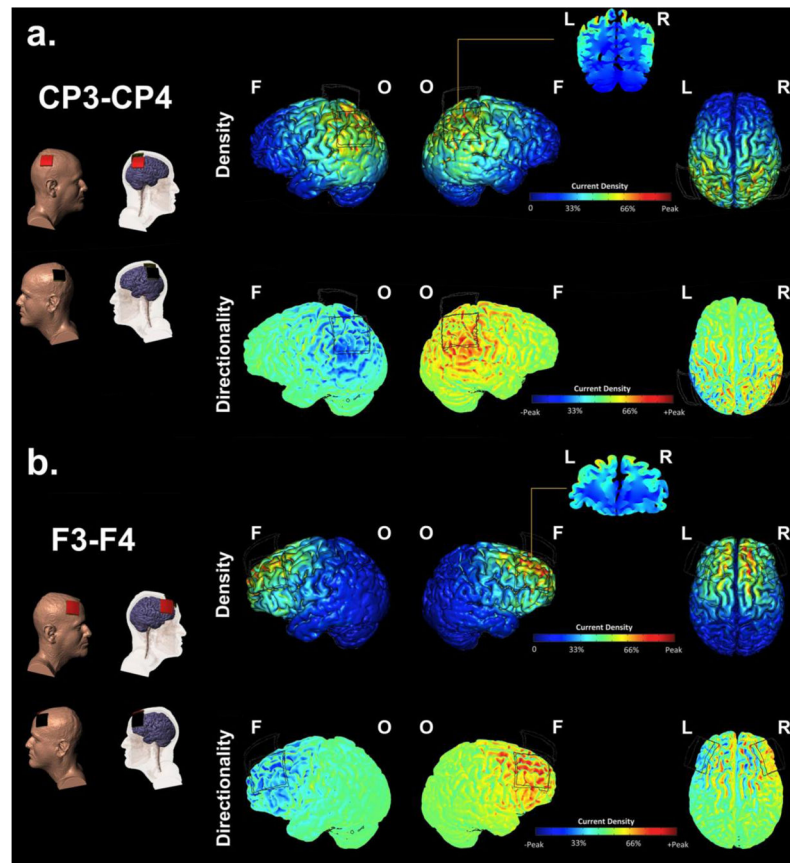 a.
L R
CP3-CP4
F O O F L R
Density
Current Density
0 33% 66% Peak
F O O F L R
Directionality
Current Density
-Peak 33% 66% +Peak
b.
L R
F3-F4
F O O F L R
Density
Current Density
0 33% 66% Peak
F O O F L R
Directionality
Current Density
-Peak 33% 66% +Peak